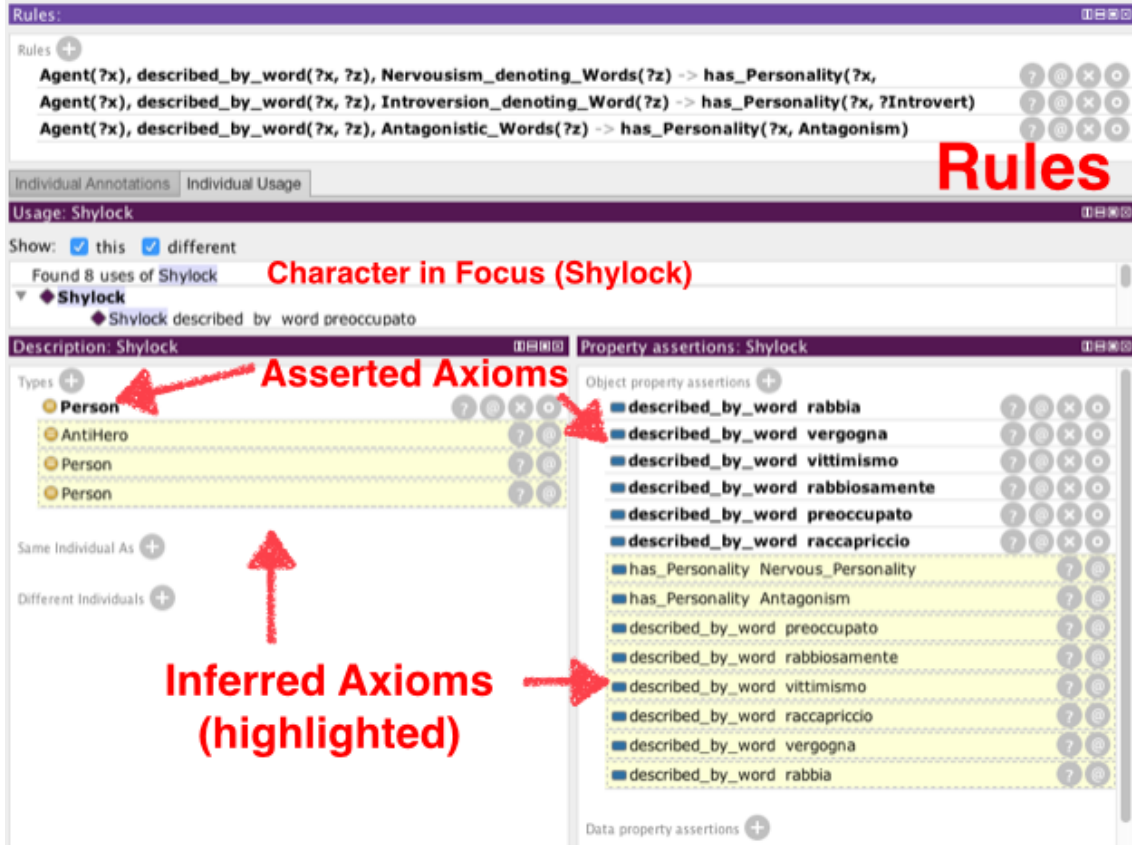 Rules:
Rules
Agent(?x), described_by_word(?x, ?z), Nervousism_denoting_Words(?z) -> has_Personality(?x,
Agent(?x), described_by_word(?x, ?z), Introversion_denoting_Word(?z) -> has_Personality(?x, ?Introvert)
Agent(?x), described_by_word(?x, ?z), Antagonistic_Words(?z) -> has_Personality(?x, Antagonism)
Rules
Individual Annotations Individual Usage
Usage: Shylock
Show: this different
Found 8 uses of Shylock
Character in Focus (Shylock)
Shylock
Shylock described_by_word preoccupato
Description: Shylock
Property assertions: Shylock
Asserted Axioms
Types
Person
AntiHero
Person
Person
Same Individual As
Different Individuals
Inferred Axioms
(highlighted)
Object property assertions
described_by_word rabbia
described_by_word vergogna
described_by_word vittimismo
described_by_word rabbiosamente
described_by_word preoccupato
described_by_word raccapriccio
has_Personality Nervous_Personality
has_Personality Antagonism
described_by_word preoccupato
described_by_word rabbiosamente
described_by_word vittimismo
described_by_word raccapriccio
described_by_word vergogna
described_by_word rabbia
Data property assertions